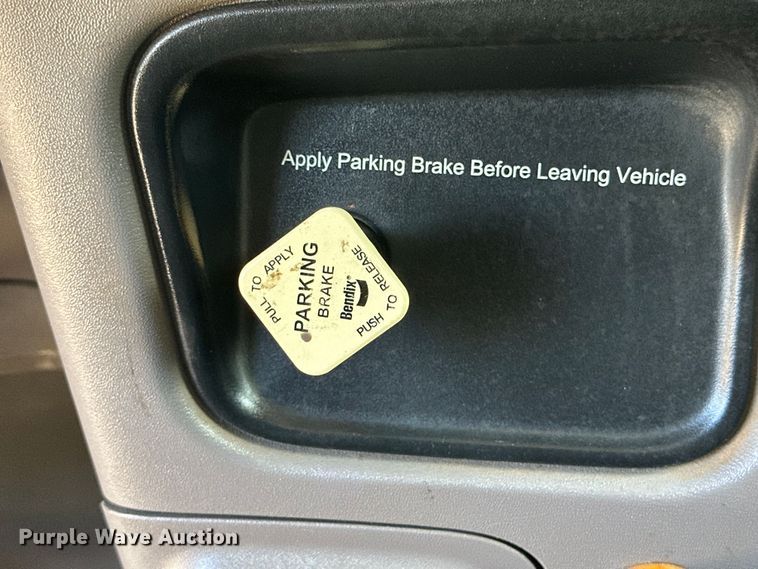 Apply Parking Brake Before Leaving Vehicle
PULL TO APPLY
PARKING
BRAKE
Bendix®
PUSH TO RELEASE
Purple Wave Auction